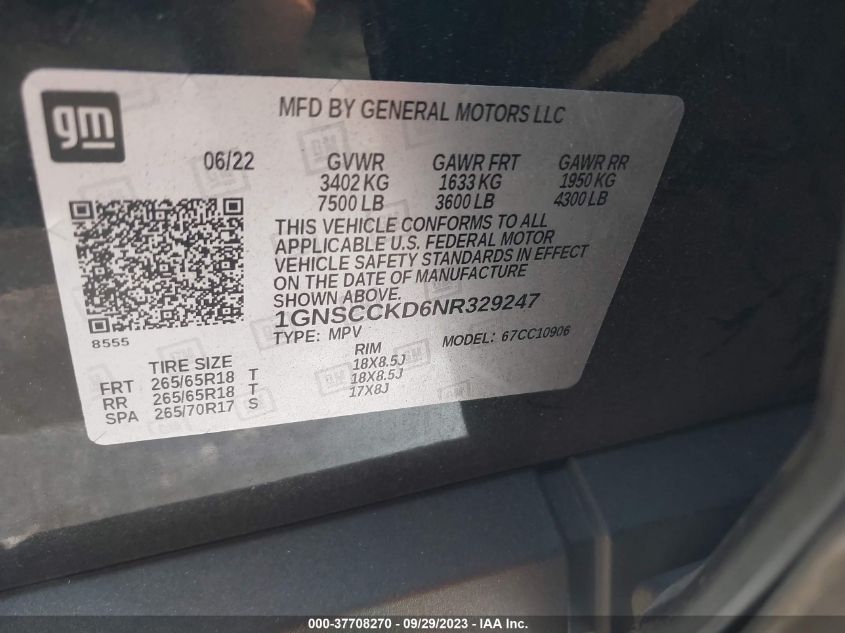 gm
MFD BY GENERAL MOTORS LLC
06/22 GVWR GAWR FRT GAWR RR
3402 KG 1633 KG 1950 KG
7500 LB 3600 LB 4300 LB
THIS VEHICLE CONFORMS TO ALL
APPLICABLE U.S. FEDERAL MOTOR
VEHICLE SAFETY STANDARDS IN EFFECT
ON THE DATE OF MANUFACTURE
SHOWN ABOVE.
1GNSCCKD6NR329247
8555
TYPE: MPV MODEL: 67CC10906
TIRE SIZE RIM
FRT 265/65R18 T 18X8.5J
RR 265/65R18 T 18X8.5J
SPA 265/70R17 S 17X8J
000-37708270 - 09/29/2023 - IAA Inc.